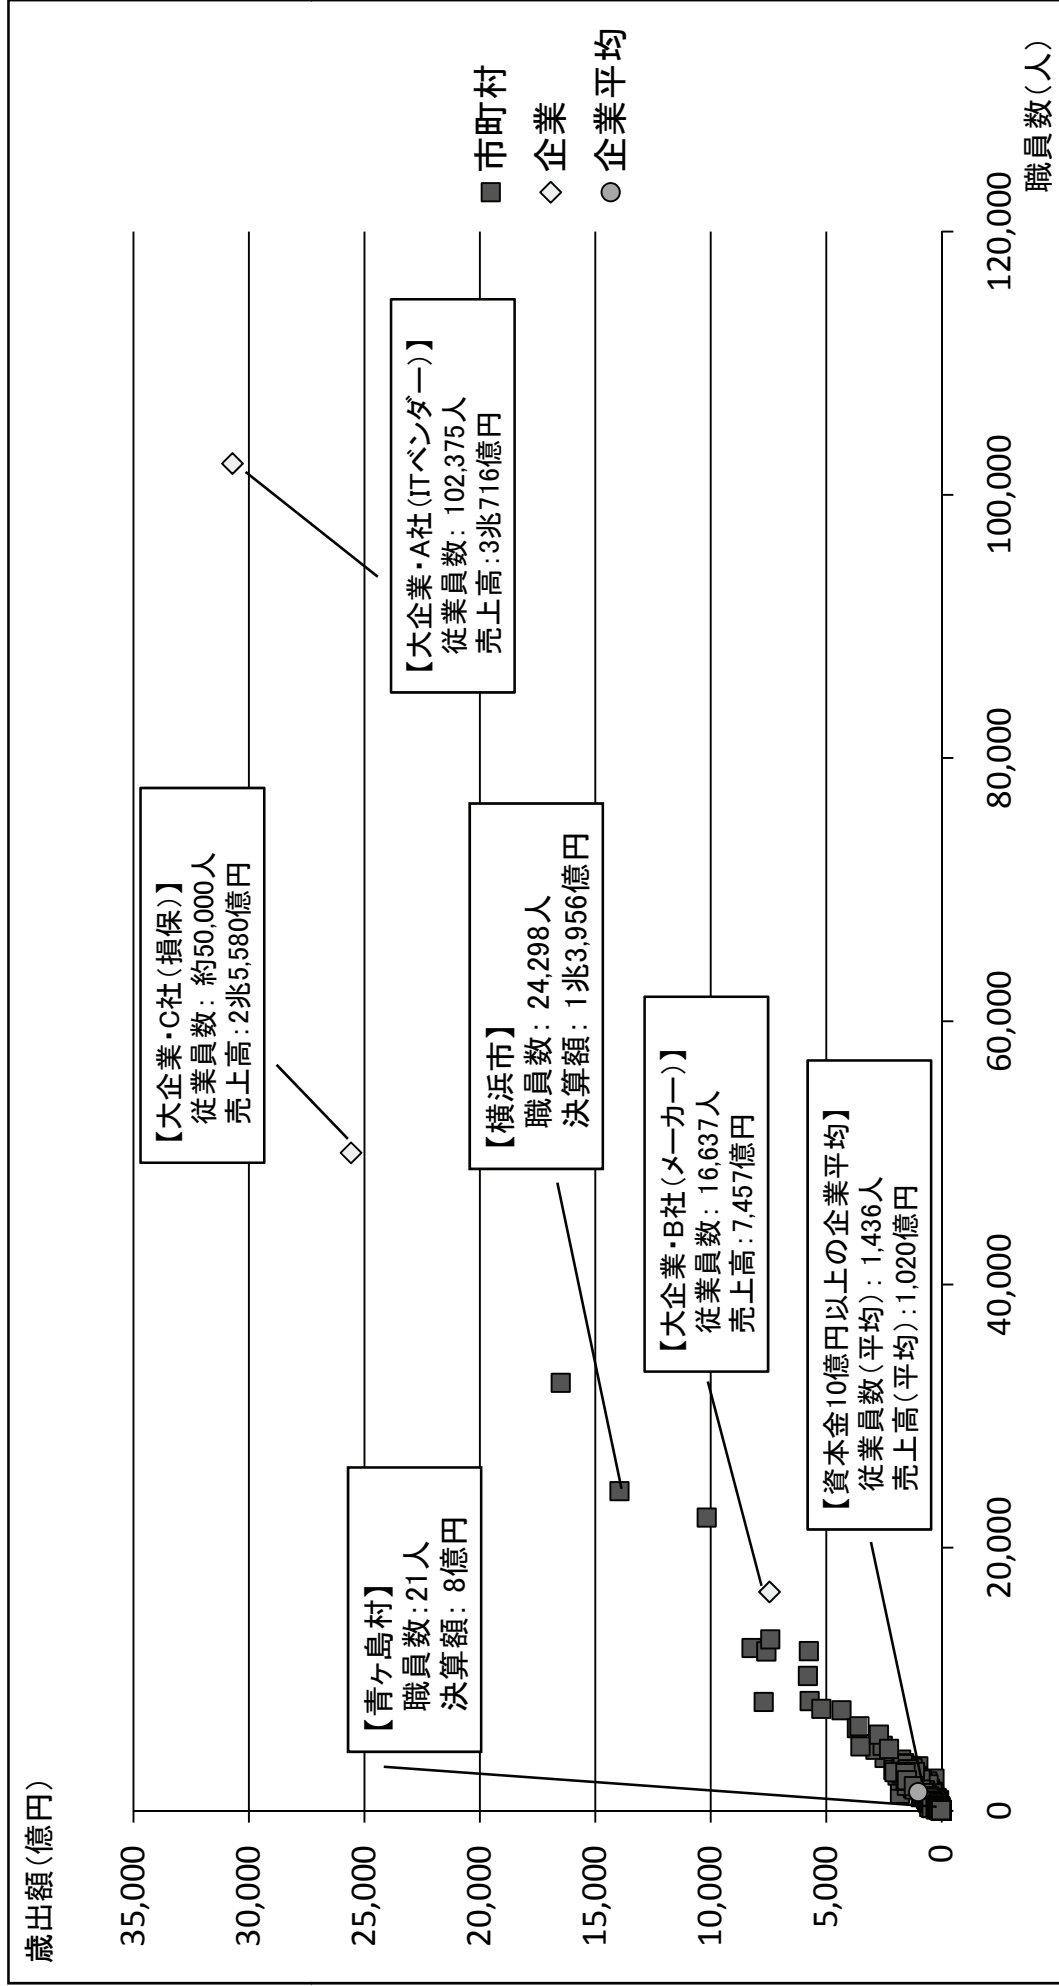 歳出額(億円)
35,000
30,000
25,000
20,000
15,000
10,000
5,000
0
0
20,000
40,000
60,000
80,000
100,000
120,000
職員数(人)
■市町村
◇企業
○企業平均
【大企業・C社(損保)】
従業員数：約50,000人
売上高：2兆5,580億円
【大企業・A社(ITベンダー)】
従業員数：102,375人
売上高：3兆716億円
【青ヶ島村】
職員数：21人
決算額：8億円
【横浜市】
職員数：24,298人
決算額：1兆3,956億円
【大企業・B社(メーカー)】
従業員数：16,637人
売上高：7,457億円
【資本金10億円以上の企業平均】
従業員数(平均)：1,436人
売上高(平均)：1,020億円